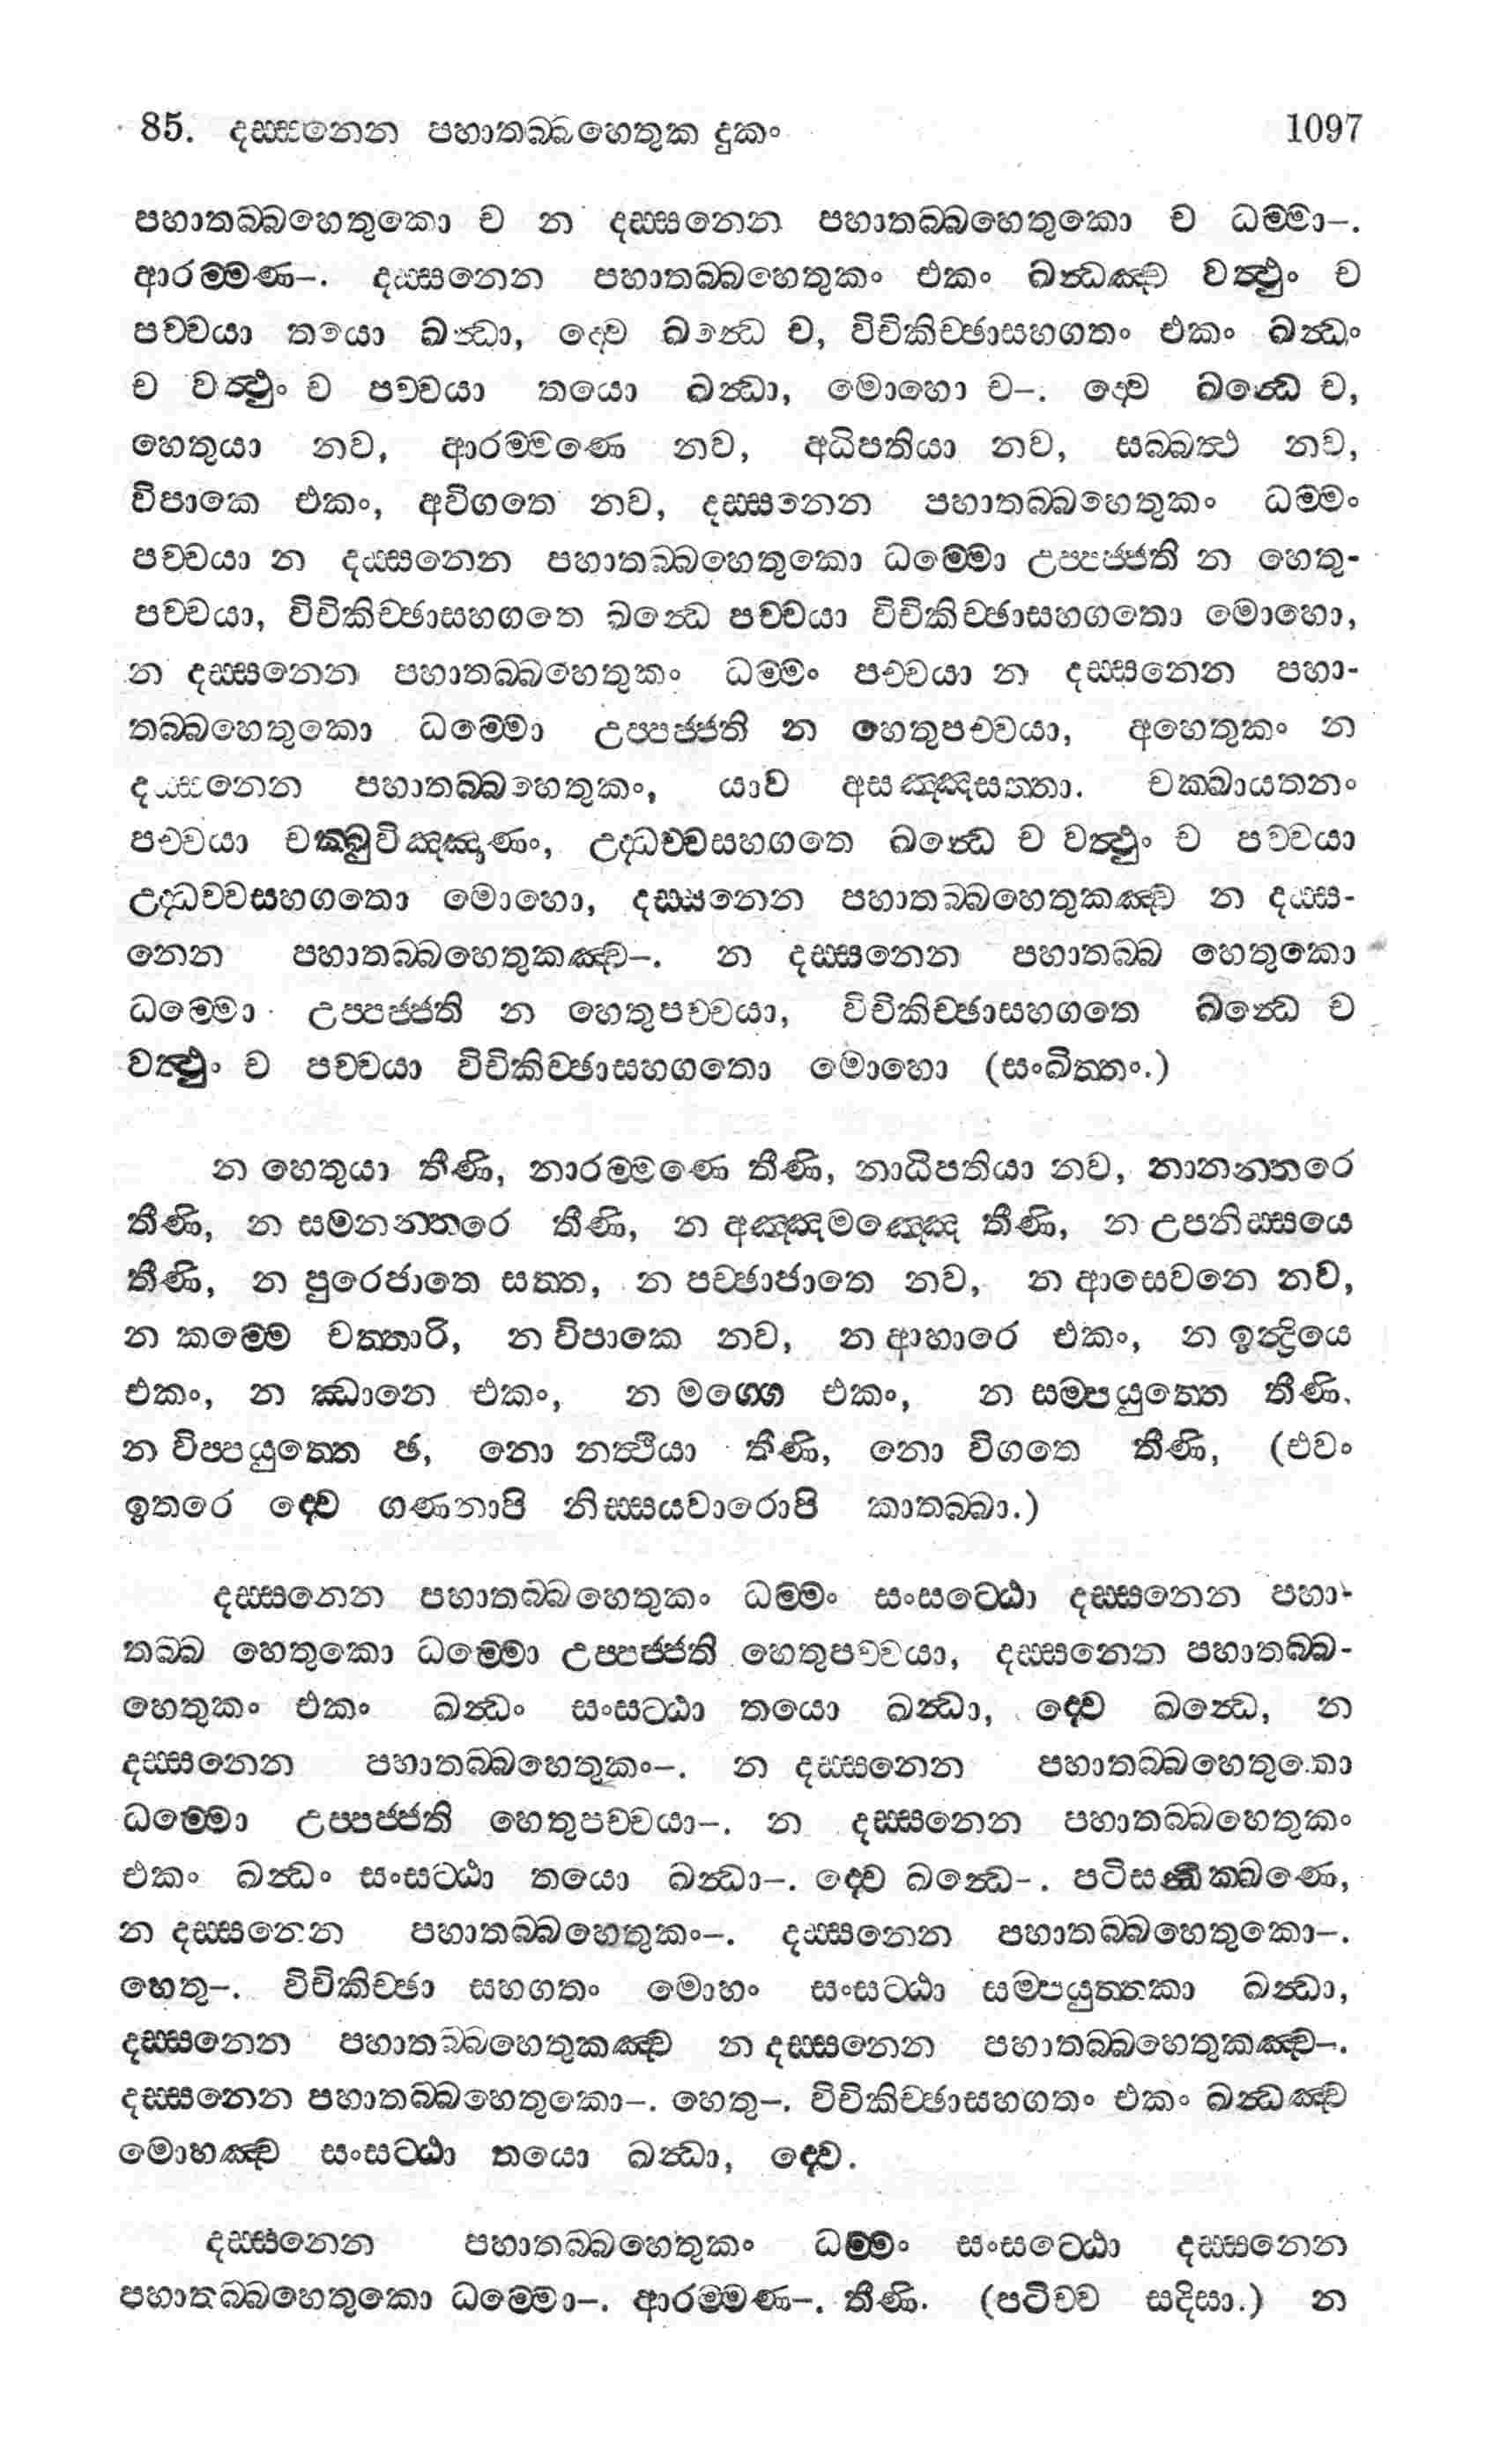 85. දස්සනෙන පහාතබ්බහෙතුක දුකං 1097
පහාතබ්බහෙතුකො ච න දස්සනෙන පහාතබ්බහෙතුකො ච ධම්මා–.
ආරම්මණ–. දස්සනෙන පහාතබ්බහෙතුකං එකං ඛන්ධඤ්ච වත්ථුං ච
පච්චයා තයො ඛන්ධා, ද්වෙ ඛන්ධෙ ච, විචිකිච්ඡාසහගතං එකං ඛන්ධං
ච වත්ථුං ච පච්චයා තයො ඛන්ධා, මොහො ච–. ද්වෙ ඛන්ධෙ ච,
හෙතුයා නව, ආරම්මණෙ නව, අධිපතියා නව, සබ්බත්ථ නව,
විපාකෙ එකං, අවිගතෙ නව, දස්සනෙන පහාතබ්බහෙතුකං ධම්මං
පච්චයා න දස්සනෙන පහාතබ්බහෙතුකො ධම්මො උප්පජ්ජති න හෙතු-
පච්චයා, විචිකිච්ඡාසහගතෙ ඛන්ධෙ පච්චයා විචිකිච්ඡාසහගතො මොහො,
න දස්සනෙන පහාතබ්බහෙතුකං ධම්මං පච්චයා න දස්සනෙන පහා-
තබ්බහෙතුකො ධම්මො උප්පජ්ජති න හෙතුපච්චයා, අහෙතුකං න
දස්සනෙන පහාතබ්බහෙතුකං, යාව අසඤ්ඤසත්තා. චක්ඛායතනං
පච්චයා චක්ඛුවිඤ්ඤාණං, උද්ධච්චසහගතෙ ඛන්ධෙ ච වත්ථුං ච පච්චයා
උද්ධච්චසහගතො මොහො, දස්සනෙන පහාතබ්බහෙතුකඤ්ච න දස්ස-
නෙන පහාතබ්බහෙතුකඤ්ච–. න දස්සනෙන පහාතබ්බ හෙතුකො
ධම්මො උප්පජ්ජති න හෙතුපච්චයා, විචිකිච්ඡාසහගතෙ ඛන්ධෙ ච
වත්ථුං ච පච්චයා විචිකිච්ඡාසහගතො මොහො (සංඛිත්තං.)
න හෙතුයා තීණි, නාරම්මණෙ තීණි, නාධිපතියා නව, නානන්තරෙ
තීණි, න සමනන්තරෙ තීණි, න අඤ්ඤමඤ්ඤෙ තීණි, න උපනිස්සයෙ
තීණි, න පුරෙජාතෙ සත්ත, න පච්ඡාජාතෙ නව, න ආසෙවනෙ නව,
න කම්මෙ චත්තාරි, න විපාකෙ නව, න ආහාරෙ එකං, න ඉන්ද්‍රියෙ
එකං, න ඣානෙ එකං, න මග්ගෙ එකං, න සම්පයුත්තෙ තීණි.
න විප්පයුත්තෙ ඡ, නො නත්ථියා තීණි, නො විගතෙ තීණි, (එවං
ඉතරෙ ද්වෙ ගණනාපි නිස්සයවාරොපි කාතබ්බා.)
දස්සනෙන පහාතබ්බහෙතුකං ධම්මං සංසට්ඨො දස්සනෙන පහා-
තබ්බ හෙතුකො ධම්මො උප්පජ්ජති හෙතුපච්චයා, දස්සනෙන පහාතබ්බ-
හෙතුකං එකං ඛන්ධං සංසට්ඨා තයො ඛන්ධා, ද්වෙ ඛන්ධෙ, න
දස්සනෙන පහාතබ්බහෙතුකං–. න දස්සනෙන පහාතබ්බහෙතුකො
ධම්මො උප්පජ්ජති හෙතුපච්චයා–. න දස්සනෙන පහාතබ්බහෙතුකං
එකං ඛන්ධං සංසට්ඨා තයො ඛන්ධා–. ද්වෙ ඛන්ධෙ–. පටිසන්ධික්ඛණෙ,
න දස්සනෙන පහාතබ්බහෙතුකං–. දස්සනෙන පහාතබ්බහෙතුකො–.
හෙතු–. විචිකිච්ඡා සහගතං මොහං සංසට්ඨා සම්පයුත්තකා ඛන්ධා,
දස්සනෙන පහාතබ්බහෙතුකඤ්ච න දස්සනෙන පහාතබ්බහෙතුකඤ්ච–.
දස්සනෙන පහාතබ්බහෙතුකො–. හෙතු–. විචිකිච්ඡාසහගතං එකං ඛන්ධඤ්ච
මොහඤ්ච සංසට්ඨා තයො ඛන්ධා, ද්වෙ.
දස්සනෙන පහාතබ්බහෙතුකං ධම්මං සංසට්ඨො දස්සනෙන
පහාතබ්බහෙතුකො ධම්මො–. ආරම්මණ–. තීණි. (පටිච්ච සදිසා.) න